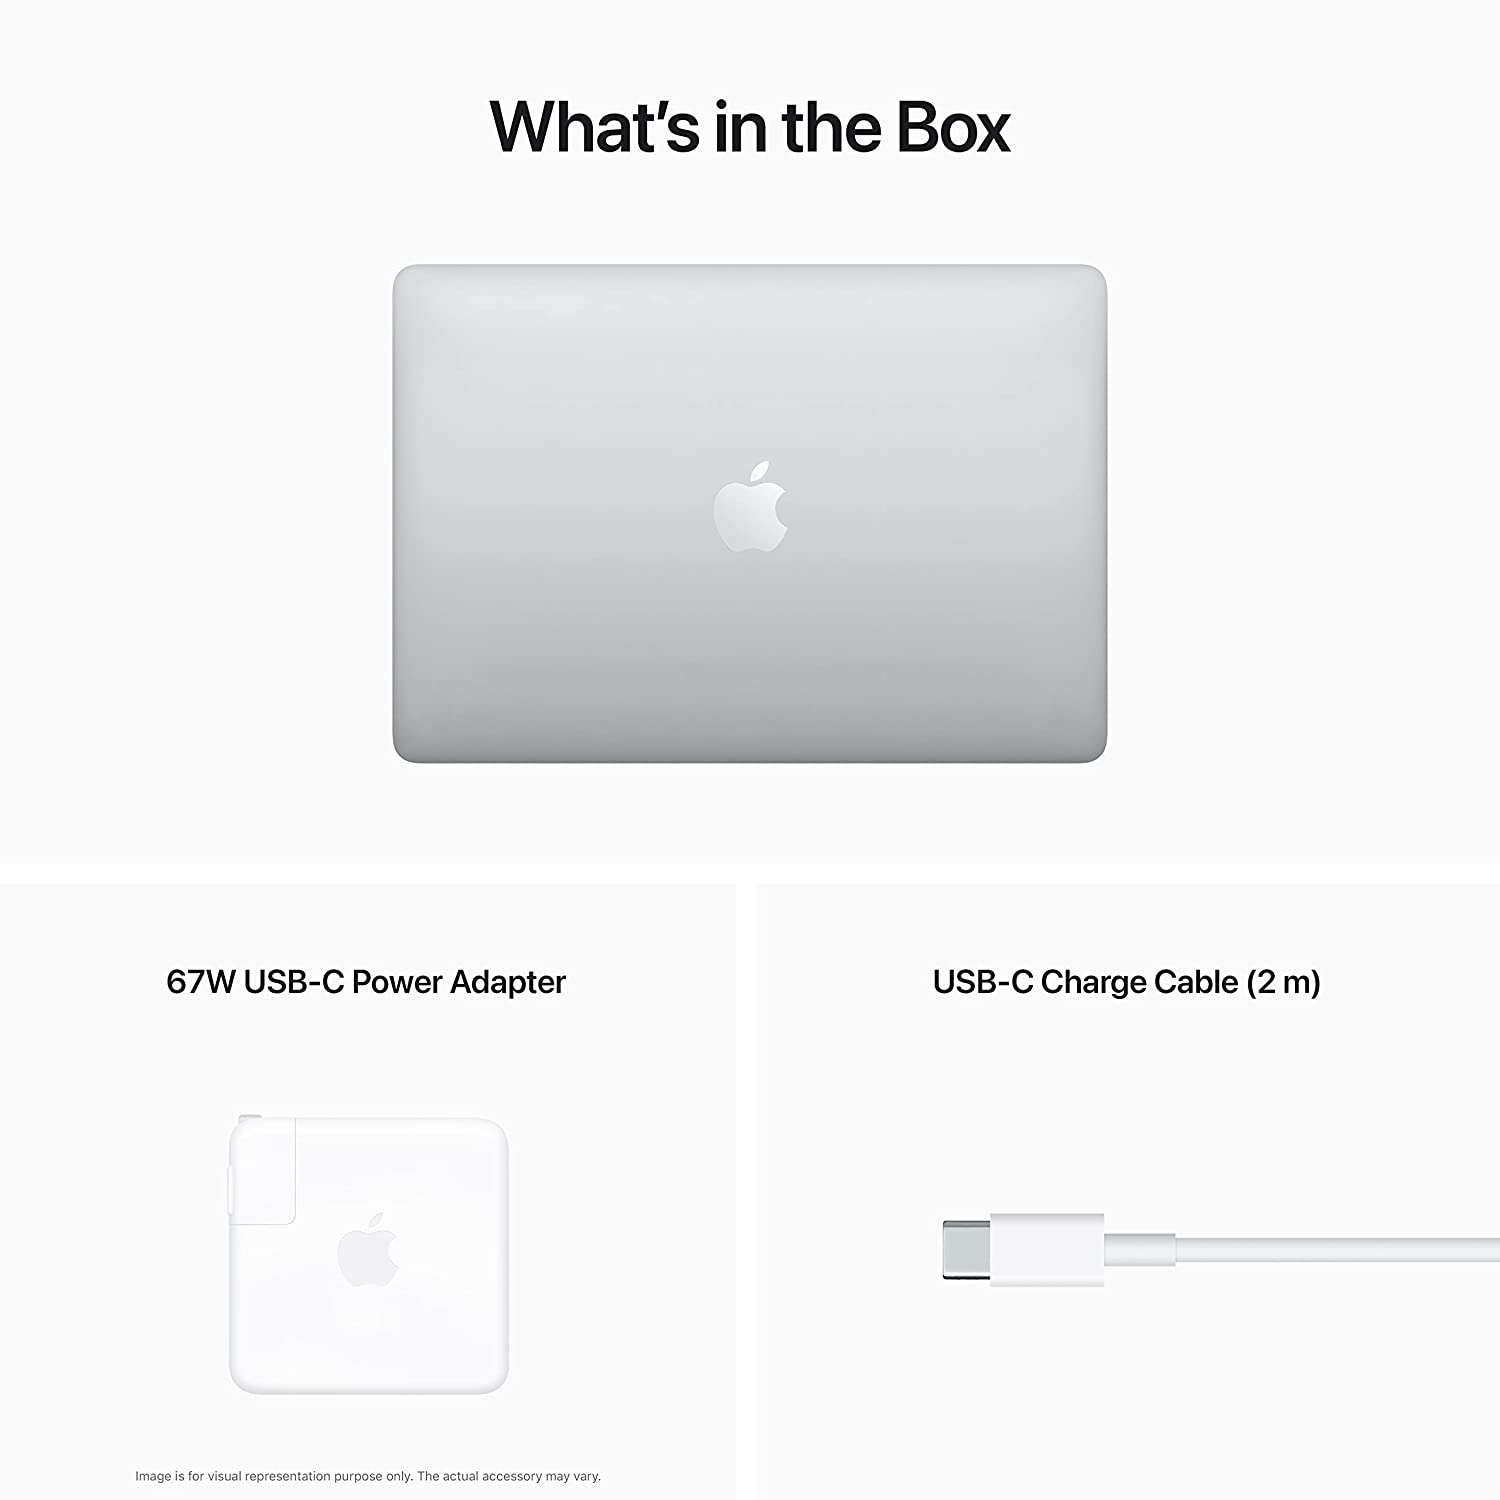 What’s in the Box
67W USB-C Power Adapter
USB-C Charge Cable (2 m)
Image is for visual representation purpose only. The actual accessory may vary.